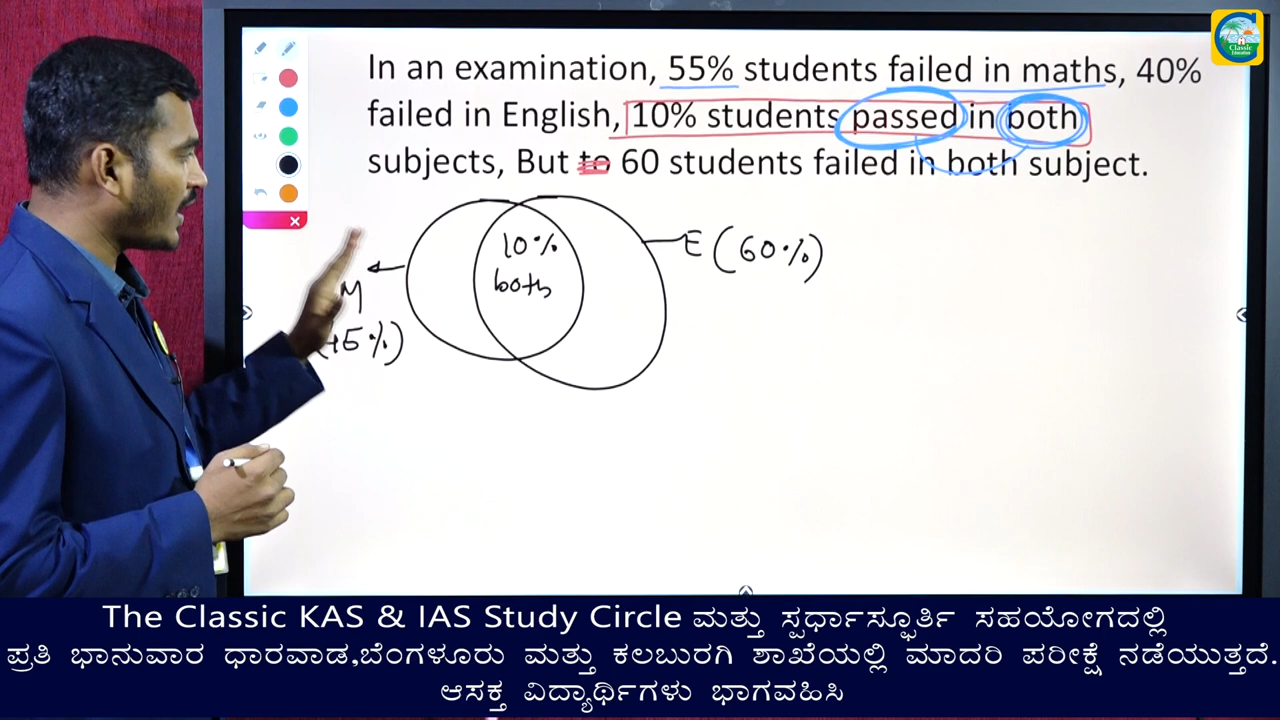 Classic
Education
In an examination, 55% students failed in maths, 40%
failed in English, 10% students passed in both
subjects, But to 60 students failed in both subject.
10%
both
E (60%)
M
45%)
The Classic KAS & IAS Study Circle ಮತ್ತು ಸ್ಪರ್ಧಾಸ್ಫೂರ್ತಿ ಸಹಯೋಗದಲ್ಲಿ
ಪ್ರತಿ ಭಾನುವಾರ ಧಾರವಾಡ,ಬೆಂಗಳೂರು ಮತ್ತು ಕಲಬುರಗಿ ಶಾಖೆಯಲ್ಲಿ ಮಾದರಿ ಪರೀಕ್ಷೆ ನಡೆಯುತ್ತದೆ.
ಆಸಕ್ತ ವಿದ್ಯಾರ್ಥಿಗಳು ಭಾಗವಹಿಸಿ